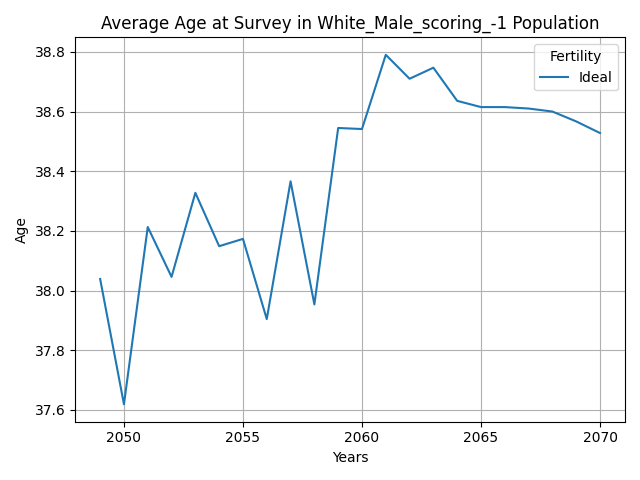 Average Age at Survey in White_Male_scoring_-1 Population
Fertility
Ideal
38.8
38.6
38.4
38.2
38.0
37.8
37.6
Age
2050 2055 2060 2065 2070
Years